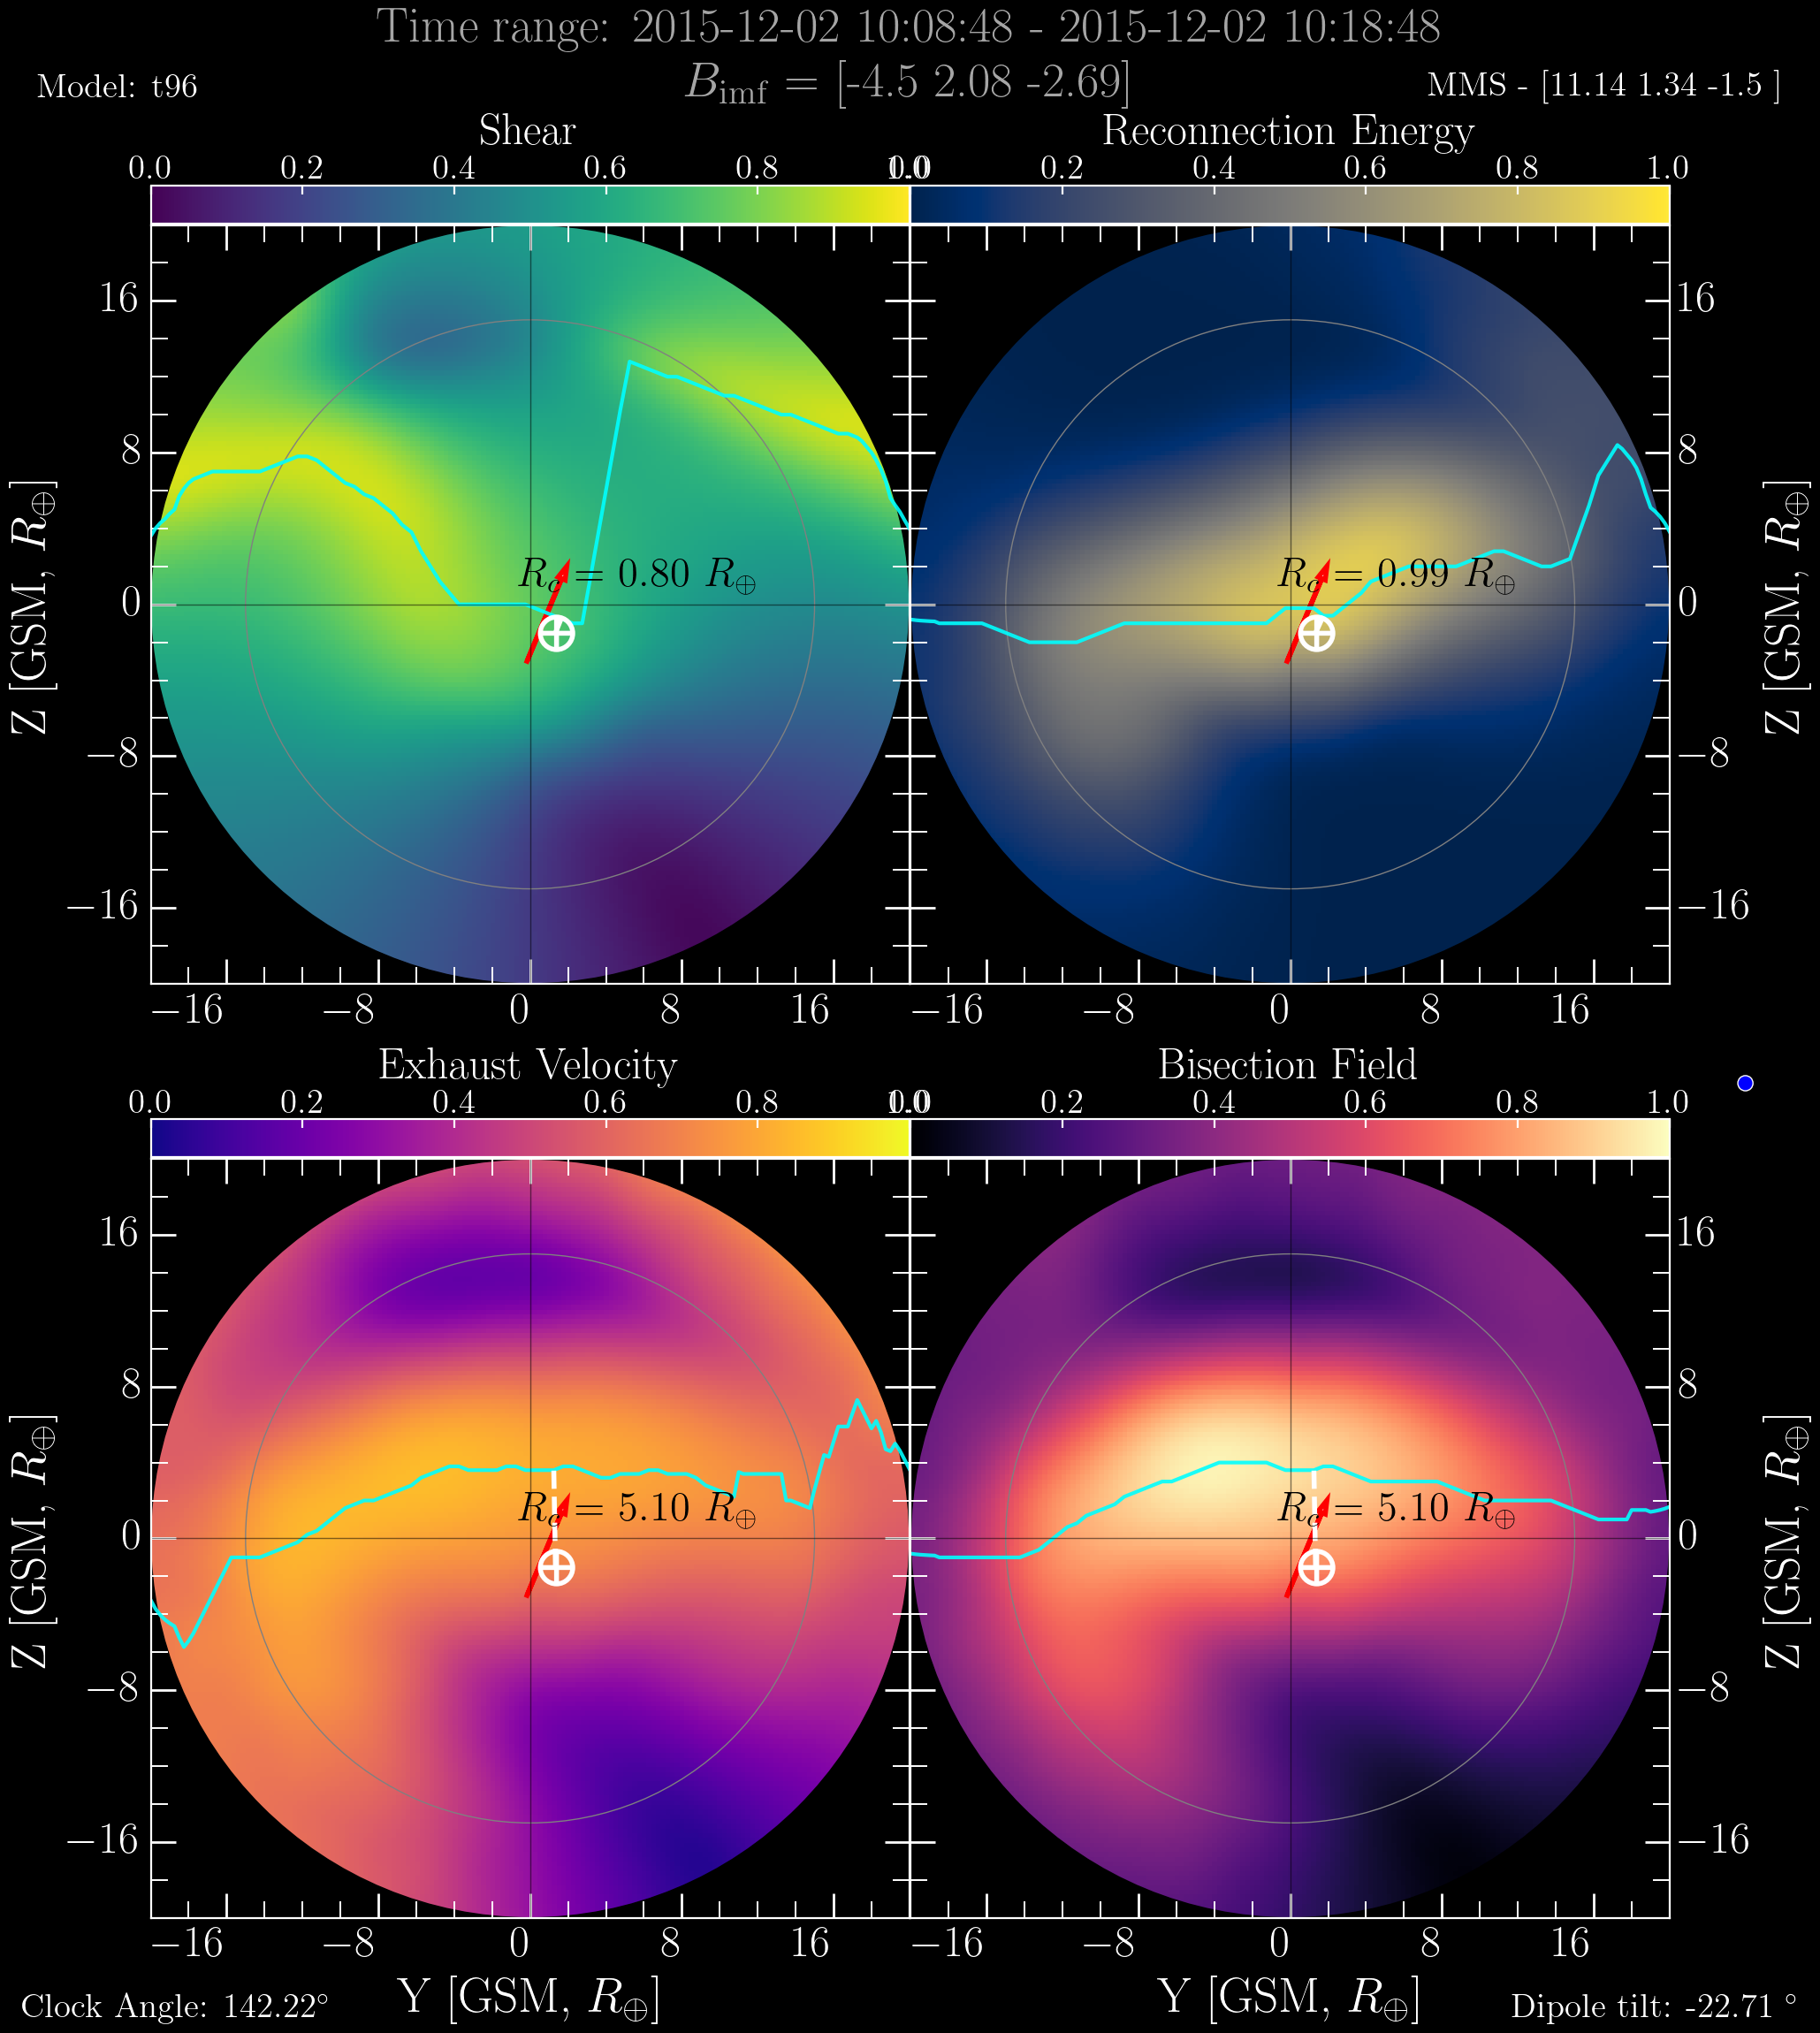 Time range: 2015-12-02 10:08:48 - 2015-12-02 10:18:48
Model: t96
B_imf = [-4.5 2.08 -2.69]
MMS - [11.14 1.34 -1.5 ]
Shear
Reconnection Energy
0.0 0.2 0.4 0.6 0.8 1.0
0.2 0.4 0.6 0.8 1.0
16 16
8 8
Z [GSM, R⊕]
Z [GSM, R⊕]
R_c = 0.80 R⊕
R_c = 0.99 R⊕
0 0
−8 −8
−16 −16
−16 −8 0 8 16
−16 −8 0 8 16
Exhaust Velocity
Bisection Field
0.0 0.2 0.4 0.6 0.8 1.0
0.2 0.4 0.6 0.8 1.0
16 16
8 8
Z [GSM, R⊕]
Z [GSM, R⊕]
R_c = 5.10 R⊕
R_c = 5.10 R⊕
0 0
−8 −8
−16 −16
−16 −8 0 8 16
−16 −8 0 8 16
Y [GSM, R⊕]
Y [GSM, R⊕]
Clock Angle: 142.22°
Dipole tilt: -22.71 °